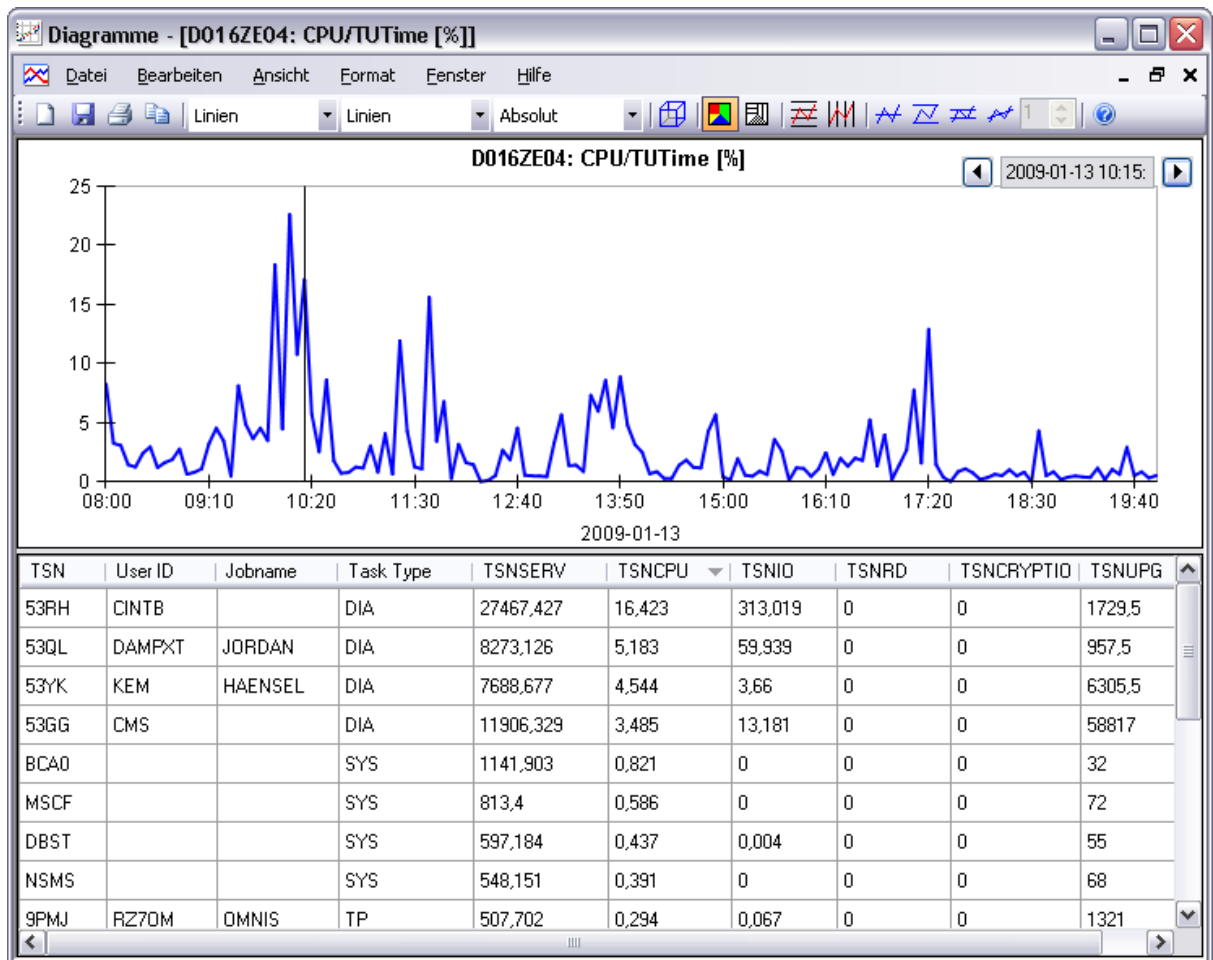 Diagramme - [D016ZE04: CPU/TUTime [%]]
Datei Bearbeiten Ansicht Format Fenster Hilfe
Linien Linien Absolut 1
D016ZE04: CPU/TUTime [%]
2009-01-13 10:15:
25
20
15
10
5
0
08:00 09:10 10:20 11:30 12:40 13:50 15:00 16:10 17:20 18:30 19:40
2009-01-13
TSN User ID Jobname Task Type TSNSERV TSNCPU TSNIO TSNRD TSNCRYPTIO TSNUPG
53RH CINTB DIA 27467,427 16,423 313,019 0 0 1729,5
53QL DAMPXT JORDAN DIA 8273,126 5,183 59,939 0 0 957,5
53YK KEM HAENSEL DIA 7688,677 4,544 3,66 0 0 6305,5
53GG CMS DIA 11906,329 3,485 13,181 0 0 58817
BCA0 SYS 1141,903 0,821 0 0 0 32
MSCF SYS 813,4 0,586 0 0 0 72
DBST SYS 597,184 0,437 0,004 0 0 55
NSMS SYS 548,151 0,391 0 0 0 68
9PMJ RZ7OM OMNIS TP 507,702 0,294 0,067 0 0 1321